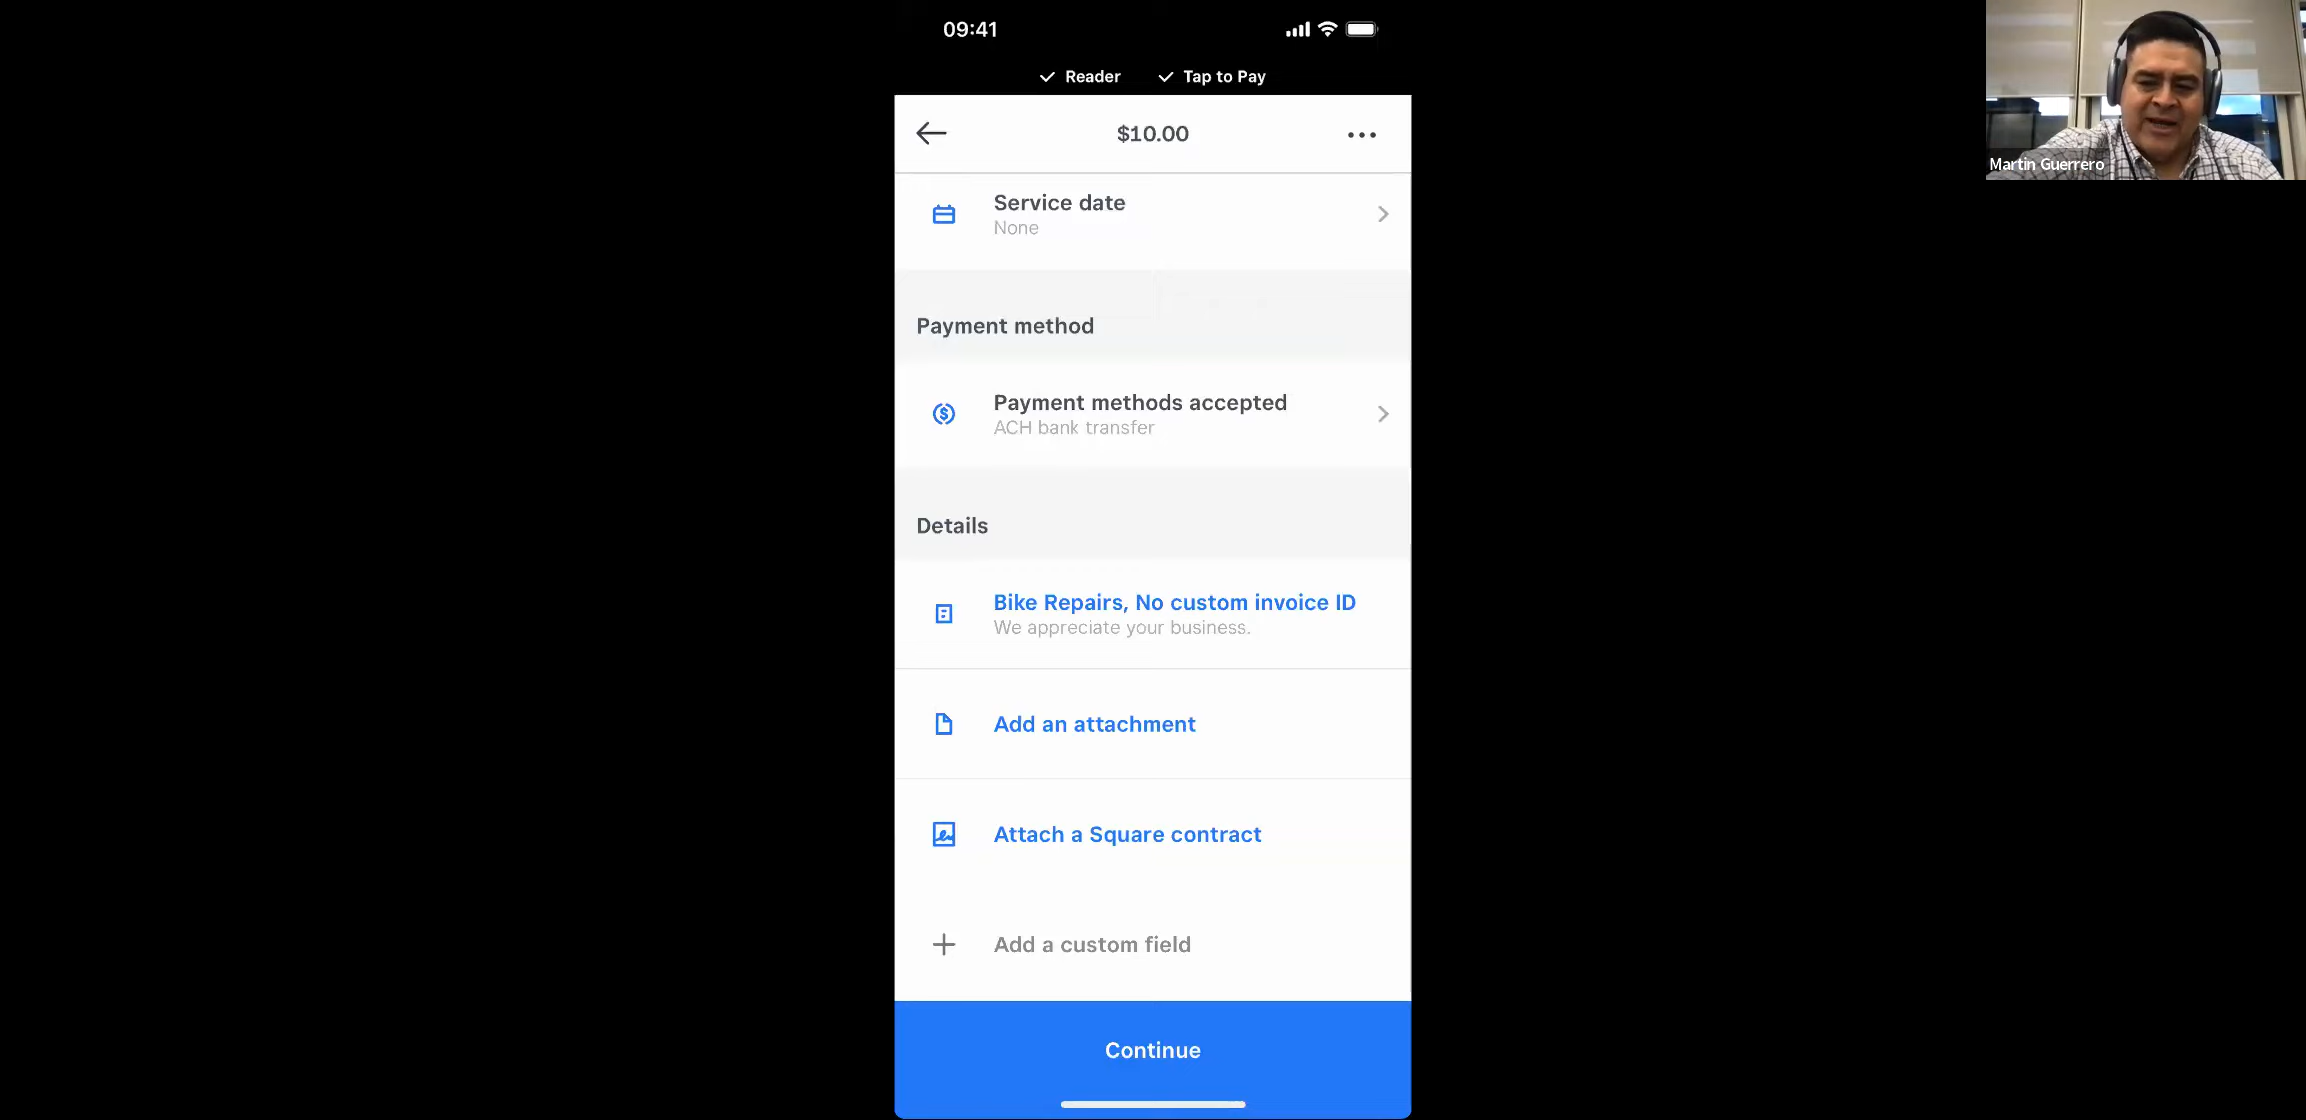 09:41
Reader Tap to Pay
$10.00
Service date
None
Payment method
Payment methods accepted
ACH bank transfer
Details
Bike Repairs, No custom invoice ID
We appreciate your business.
Add an attachment
Attach a Square contract
Add a custom field
Continue
Martin Guerrero